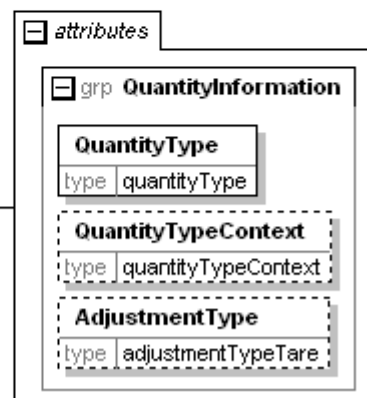 attributes
grp QuantityInformation
QuantityType
type quantityType
QuantityTypeContext
type quantityTypeContext
AdjustmentType
type adjustmentTypeTare